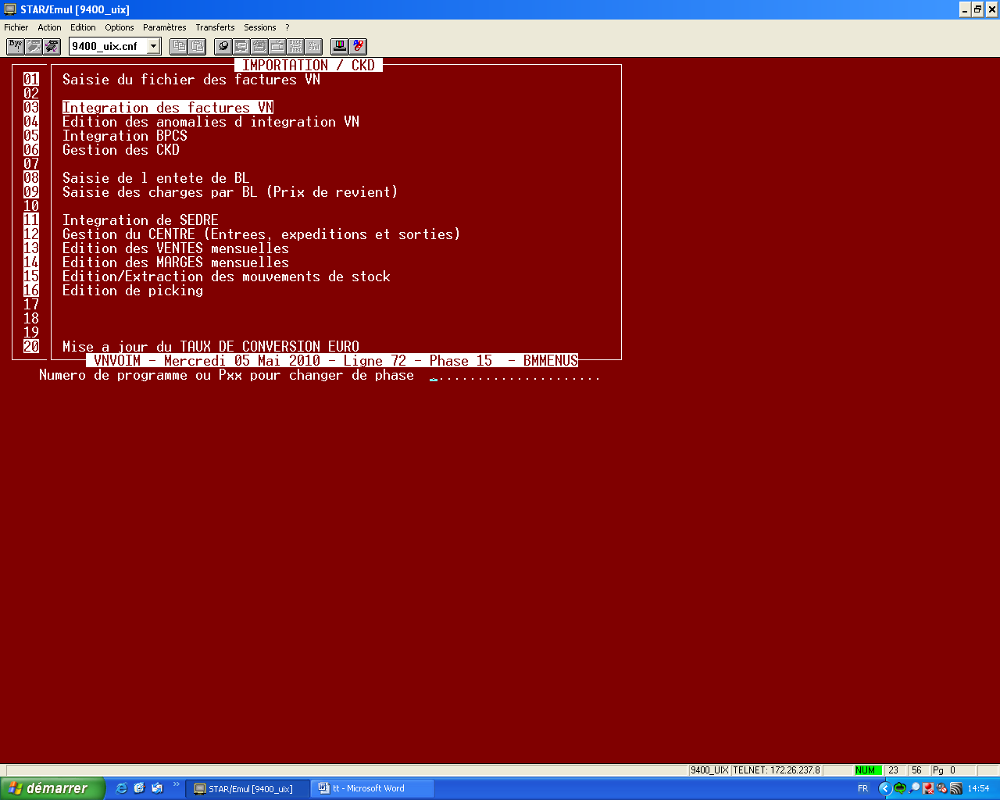 STAR/Emul [9400_uix]
Fichier Action Edition Options Paramètres Transferts Sessions ?
Bye 9400_uix.cnf
IMPORTATION / CKD
01 Saisie du fichier des factures VN
02
03 Integration des factures VN
04 Edition des anomalies d integration VN
05 Integration BPCS
06 Gestion des CKD
07
08 Saisie de l entete de BL
09 Saisie des charges par BL (Prix de revient)
10
11 Integration de SEDRE
12 Gestion du CENTRE (Entrees, expeditions et sorties)
13 Edition des VENTES mensuelles
14 Edition des MARGES mensuelles
15 Edition/Extraction des mouvements de stock
16 Edition de picking
17
18
19
20 Mise a jour du TAUX DE CONVERSION EURO
VNVOIM - Mercredi 05 Mai 2010 - Ligne 72 - Phase 15 - BMMENUS
Numero de programme ou Pxx pour changer de phase ......................
9400_UIX TELNET: 172.26.237.8 NUM 23 56 Pg 0
démarrer STAR/Emul [9400_uix] tt - Microsoft Word FR 14:54